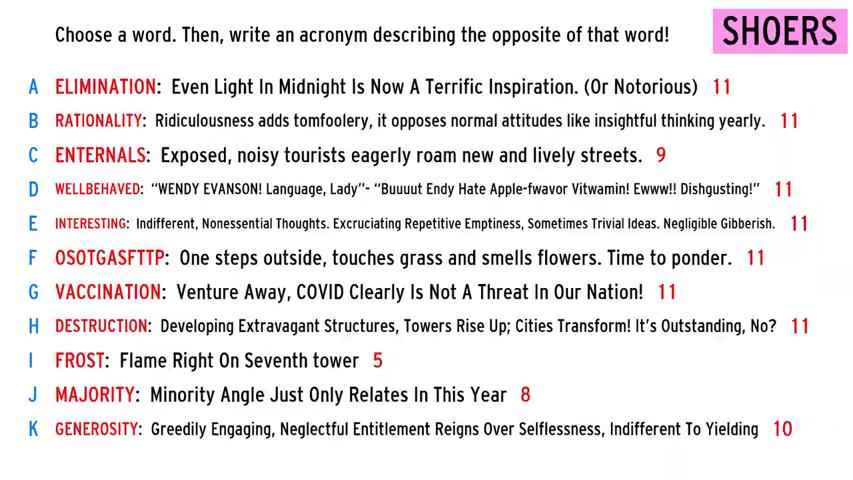 Choose a word. Then, write an acronym describing the opposite of that word!
SHOERS
A ELIMINATION: Even Light In Midnight Is Now A Terrific Inspiration. (Or Notorious) 11
B RATIONALITY: Ridiculousness adds tomfoolery, it opposes normal attitudes like insightful thinking yearly. 11
C ENTERNALS: Exposed, noisy tourists eagerly roam new and lively streets. 9
D WELLBEHAVED: "WENDY EVANSON! Language, Lady"- "Buuuut Endy Hate Apple-fwavor Vitwamin! Ewww!! Dishgusting!" 11
E INTERESTING: Indifferent, Nonessential Thoughts. Excruciating Repetitive Emptiness, Sometimes Trivial Ideas. Negligible Gibberish. 11
F OSOTGASFTTP: One steps outside, touches grass and smells flowers. Time to ponder. 11
G VACCINATION: Venture Away, COVID Clearly Is Not A Threat In Our Nation! 11
H DESTRUCTION: Developing Extravagant Structures, Towers Rise Up; Cities Transform! It's Outstanding, No? 11
I FROST: Flame Right On Seventh tower 5
J MAJORITY: Minority Angle Just Only Relates In This Year 8
K GENEROSITY: Greedily Engaging, Neglectful Entitlement Reigns Over Selflessness, Indifferent To Yielding 10